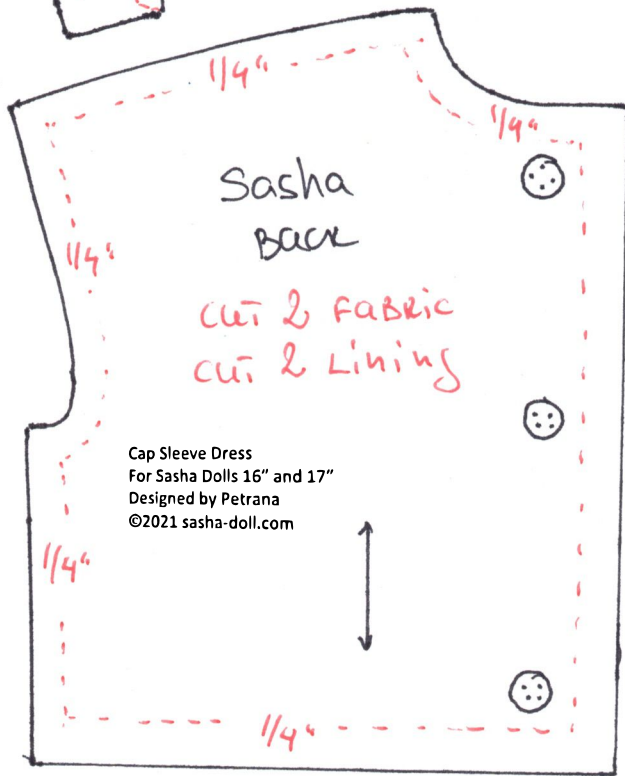 1/4"
1/4"
Sasha
BACK
1/4"
CUT 2 FABRIC
CUT 2 Lining
Cap Sleeve Dress
For Sasha Dolls 16” and 17”
Designed by Petrana
©2021 sasha-doll.com
1/4"
1/4"